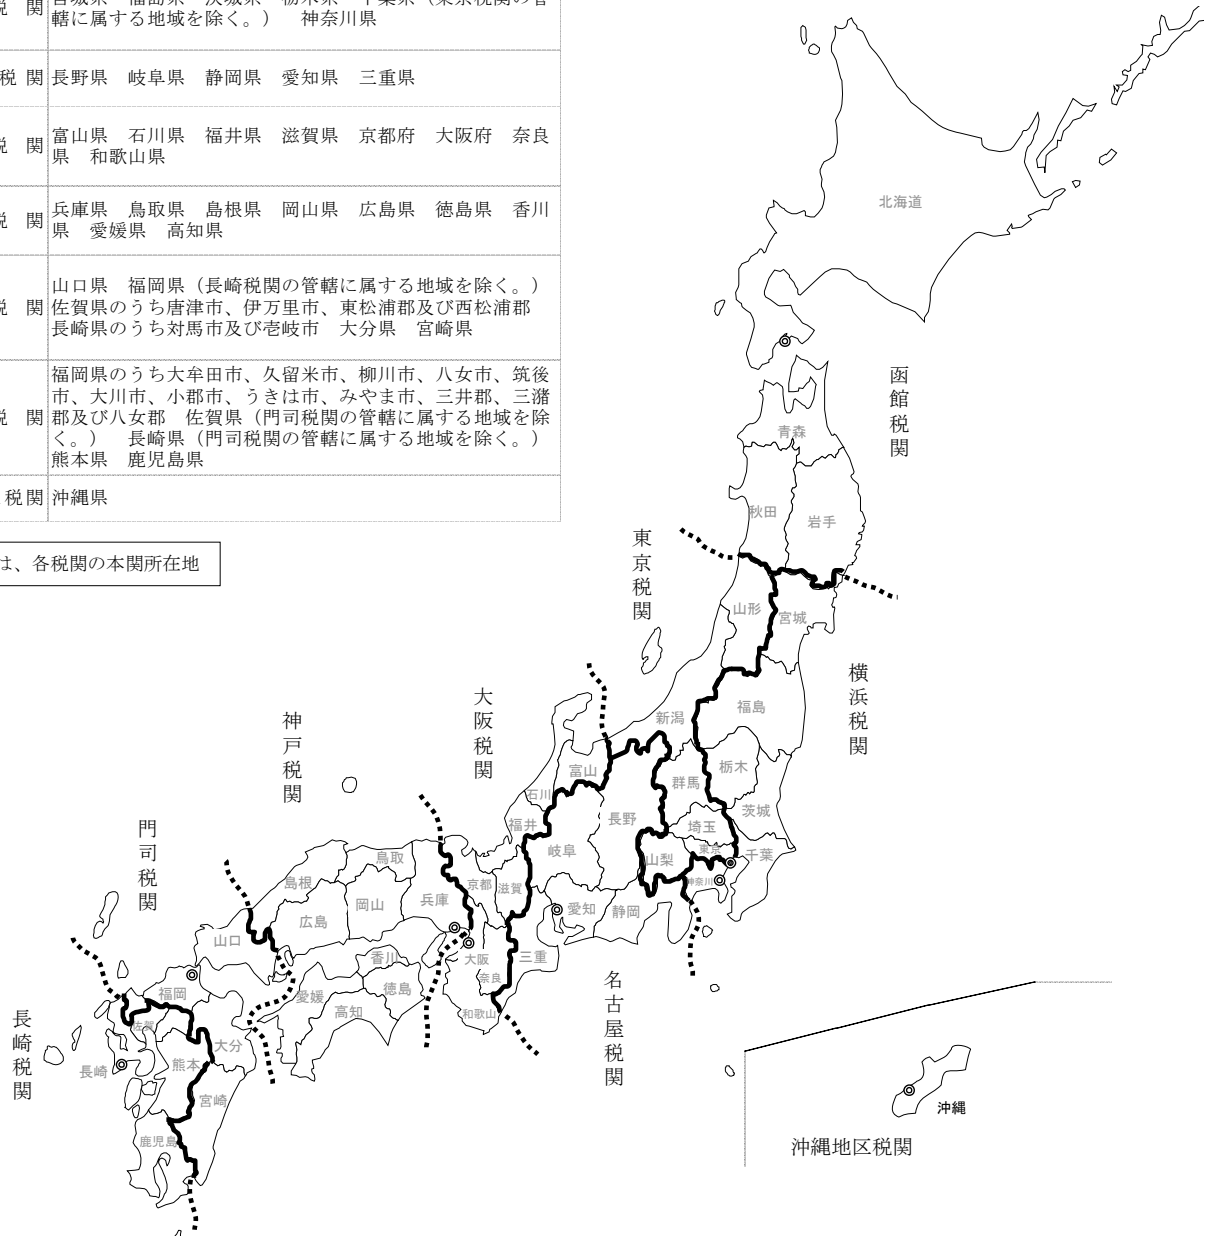 税 関
宮城県 福島県 茨城県 栃木県 千葉県（東京税関の管
轄に属する地域を除く。） 神奈川県
税 関
長野県 岐阜県 静岡県 愛知県 三重県
税 関
富山県 石川県 福井県 滋賀県 京都府 大阪府 奈良
県 和歌山県
税 関
兵庫県 鳥取県 島根県 岡山県 広島県 徳島県 香川
県 愛媛県 高知県
税 関
山口県 福岡県（長崎税関の管轄に属する地域を除く。）
佐賀県のうち唐津市、伊万里市、東松浦郡及び西松浦郡
長崎県のうち対馬市及び壱岐市 大分県 宮崎県
税 関
福岡県のうち大牟田市、久留米市、柳川市、八女市、筑後
市、大川市、小郡市、うきは市、みやま市、三井郡、三潴
郡及び八女郡 佐賀県（門司税関の管轄に属する地域を除
く。） 長崎県（門司税関の管轄に属する地域を除く。）
熊本県 鹿児島県
税関
沖縄県
は、各税関の本関所在地
北海道
函館税関
青森
秋田
岩手
東京税関
山形
宮城
横浜税関
福島
新潟
大阪税関
神戸税関
栃木
富山
群馬
石川
茨城
長野
福井
埼玉
門司税関
東京
千葉
岐阜
山梨
鳥取
島根
京都
滋賀
神奈川
兵庫
岡山
愛知
静岡
広島
山口
香川
大阪
三重
奈良
名古屋税関
福岡
愛媛
徳島
高知
和歌山
長崎税関
佐賀
大分
熊本
長崎
宮崎
鹿児島
沖縄
沖縄地区税関